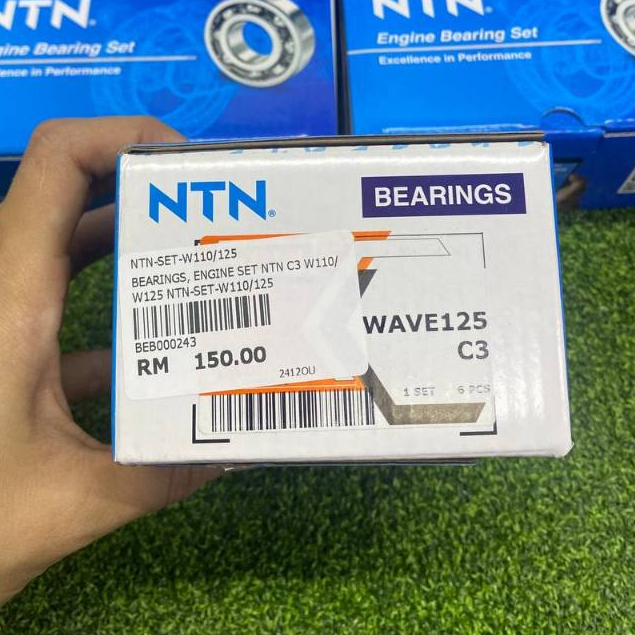 NTN
Engine Bearing Set
Excellence in Performance
NTN
Engine Bearing Set
Excellence in Performance
NTN®
BEARINGS
NTN-SET-W110/125
BEARINGS, ENGINE SET NTN C3 W110/
W125 NTN-SET-W110/125
BEB000243
RM 150.00
2412OU
WAVE125
C3
1 SET 6 PCS